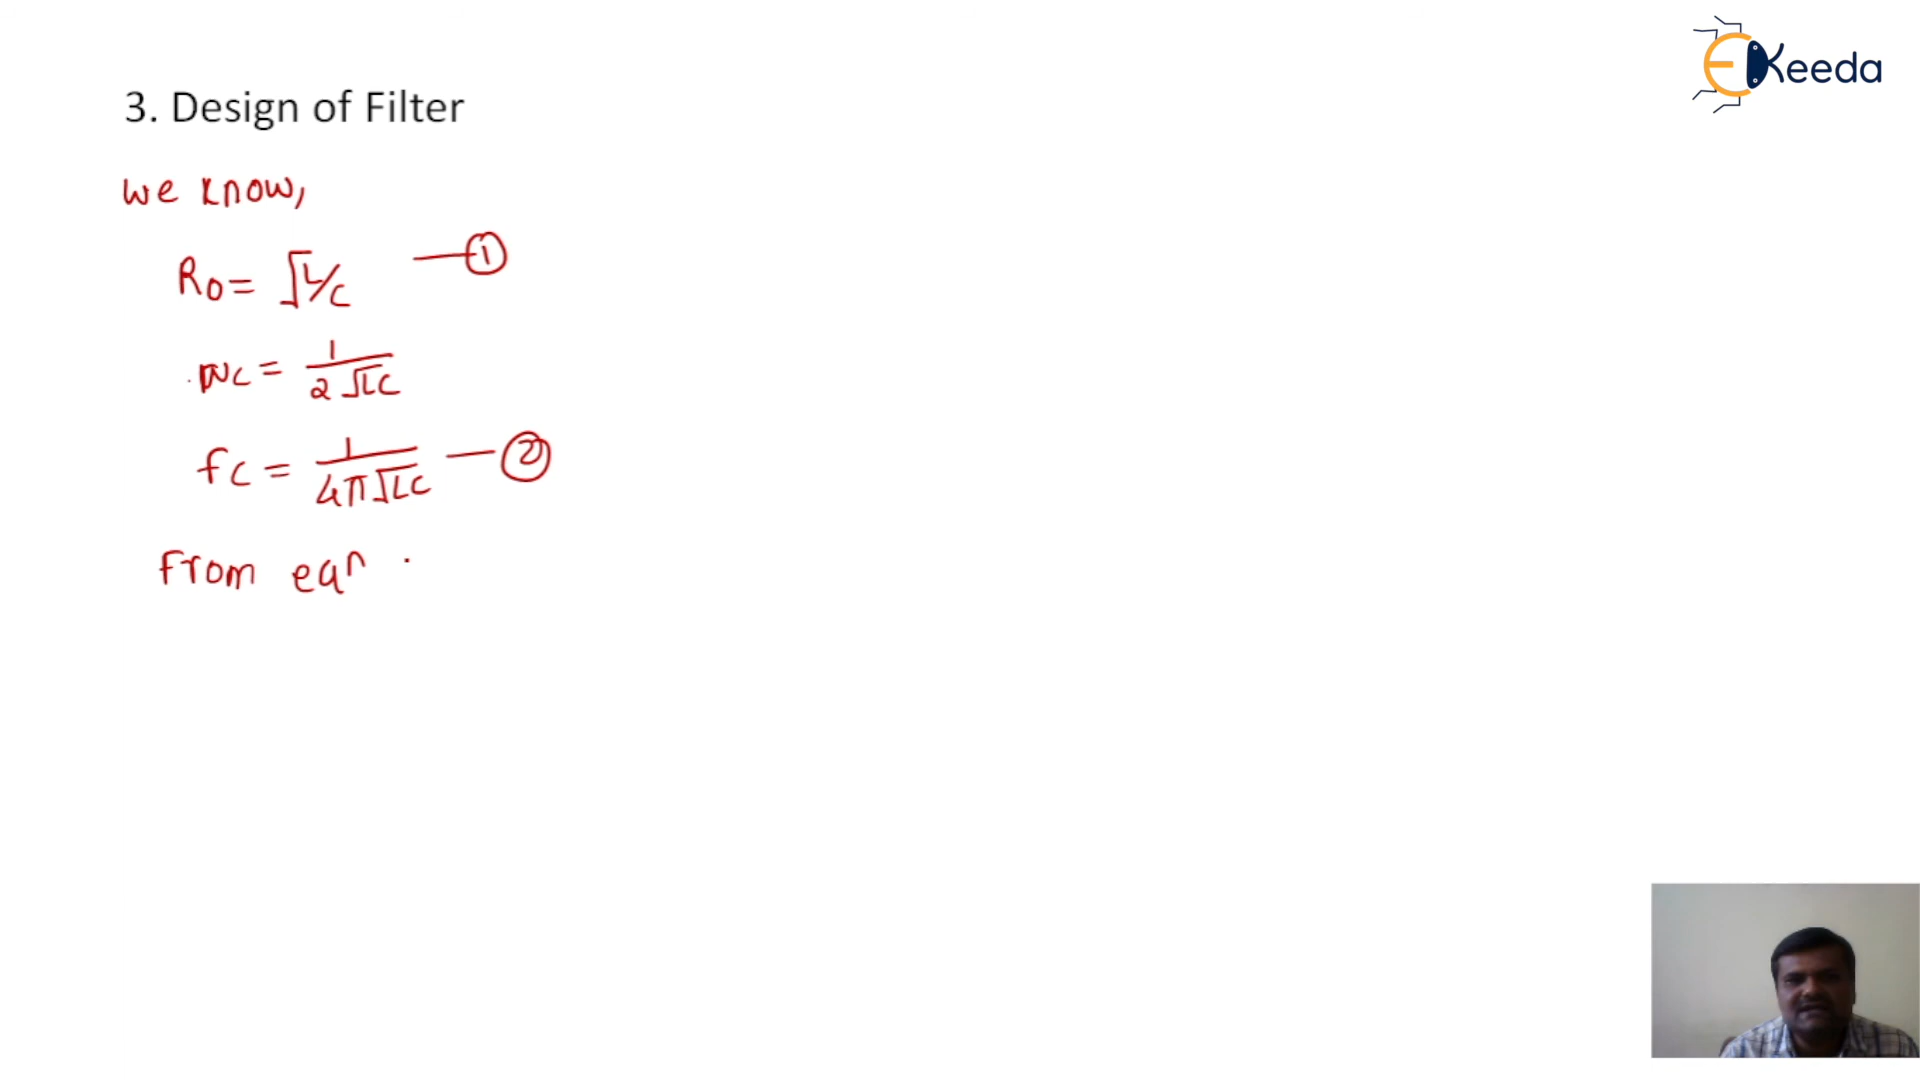 EKeeda
3. Design of Filter
we know,
R₀ = √L/C —①
ωc = 1/2√LC
fc = 1/4π√LC —②
From eqn